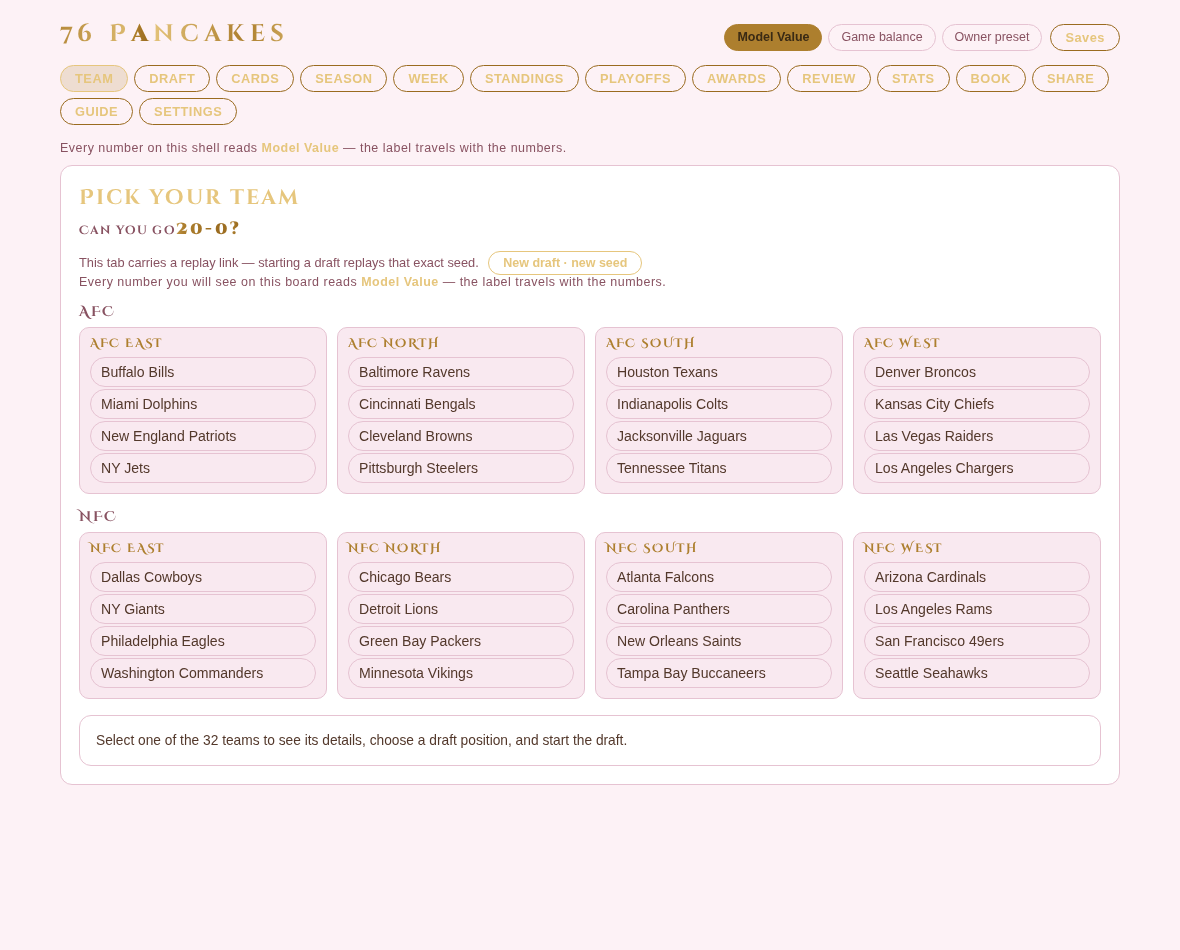 76 PANCAKES
Model Value Game balance Owner preset Saves
TEAM DRAFT CARDS SEASON WEEK STANDINGS PLAYOFFS AWARDS REVIEW STATS BOOK SHARE
GUIDE SETTINGS
Every number on this shell reads Model Value — the label travels with the numbers.
PICK YOUR TEAM
CAN YOU GO 20-0?
This tab carries a replay link — starting a draft replays that exact seed. New draft · new seed
Every number you will see on this board reads Model Value — the label travels with the numbers.
AFC
AFC EAST AFC NORTH AFC SOUTH AFC WEST
Buffalo Bills Baltimore Ravens Houston Texans Denver Broncos
Miami Dolphins Cincinnati Bengals Indianapolis Colts Kansas City Chiefs
New England Patriots Cleveland Browns Jacksonville Jaguars Las Vegas Raiders
NY Jets Pittsburgh Steelers Tennessee Titans Los Angeles Chargers
NFC
NFC EAST NFC NORTH NFC SOUTH NFC WEST
Dallas Cowboys Chicago Bears Atlanta Falcons Arizona Cardinals
NY Giants Detroit Lions Carolina Panthers Los Angeles Rams
Philadelphia Eagles Green Bay Packers New Orleans Saints San Francisco 49ers
Washington Commanders Minnesota Vikings Tampa Bay Buccaneers Seattle Seahawks
Select one of the 32 teams to see its details, choose a draft position, and start the draft.